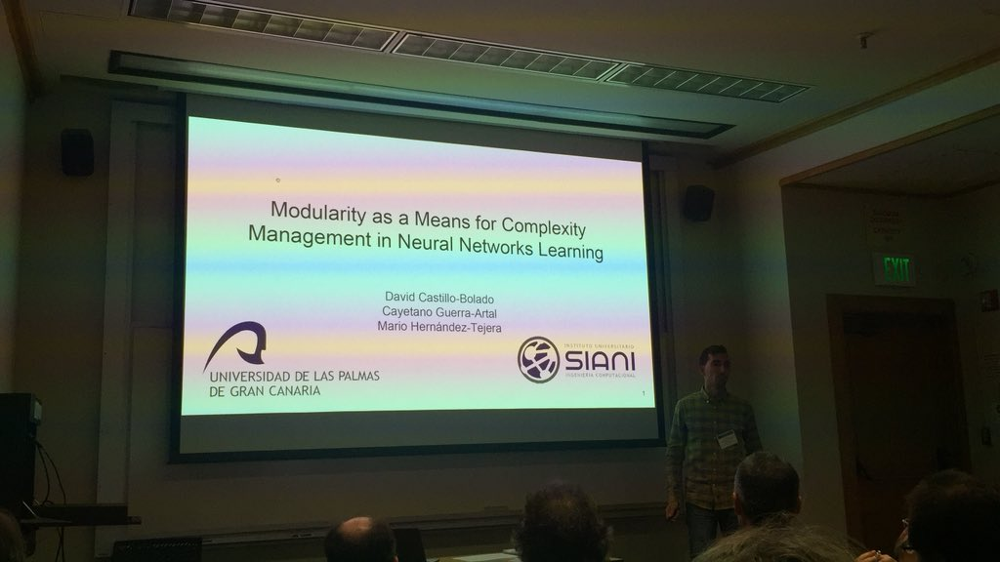 Modularity as a Means for Complexity
Management in Neural Networks Learning
David Castillo-Bolado
Cayetano Guerra-Artal
Mario Hernández-Tejera
UNIVERSIDAD DE LAS PALMAS
DE GRAN CANARIA
INSTITUTO UNIVERSITARIO
SIANI
INGENIERÍA COMPUTACIONAL
1
EXIT